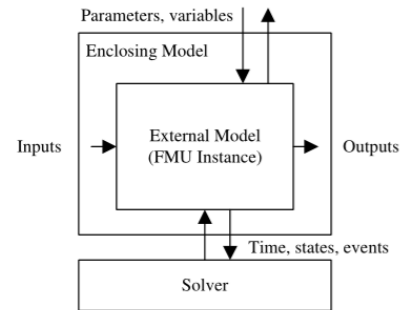 Parameters, variables
Enclosing Model
External Model
(FMU Instance)
Inputs
Outputs
Time, states, events
Solver